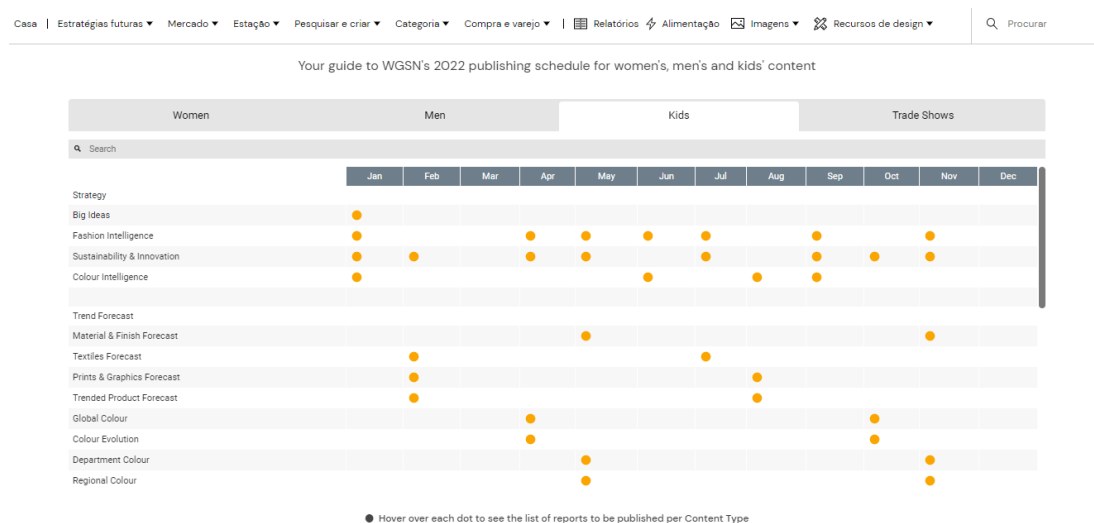 Casa | Estratégias futuras ▼ Mercado ▼ Estação ▼ Pesquisar e criar ▼ Categoria ▼ Compra e varejo ▼ | Relatórios Alimentação Imagens ▼ Recursos de design ▼ Procurar
Your guide to WGSN's 2022 publishing schedule for women's, men's and kids' content
Women Men Kids Trade Shows
Search
Jan Feb Mar Apr May Jun Jul Aug Sep Oct Nov Dec
Strategy
Big Ideas
Fashion Intelligence
Sustainability & Innovation
Colour Intelligence
Trend Forecast
Material & Finish Forecast
Textiles Forecast
Prints & Graphics Forecast
Trended Product Forecast
Global Colour
Colour Evolution
Department Colour
Regional Colour
Hover over each dot to see the list of reports to be published per Content Type